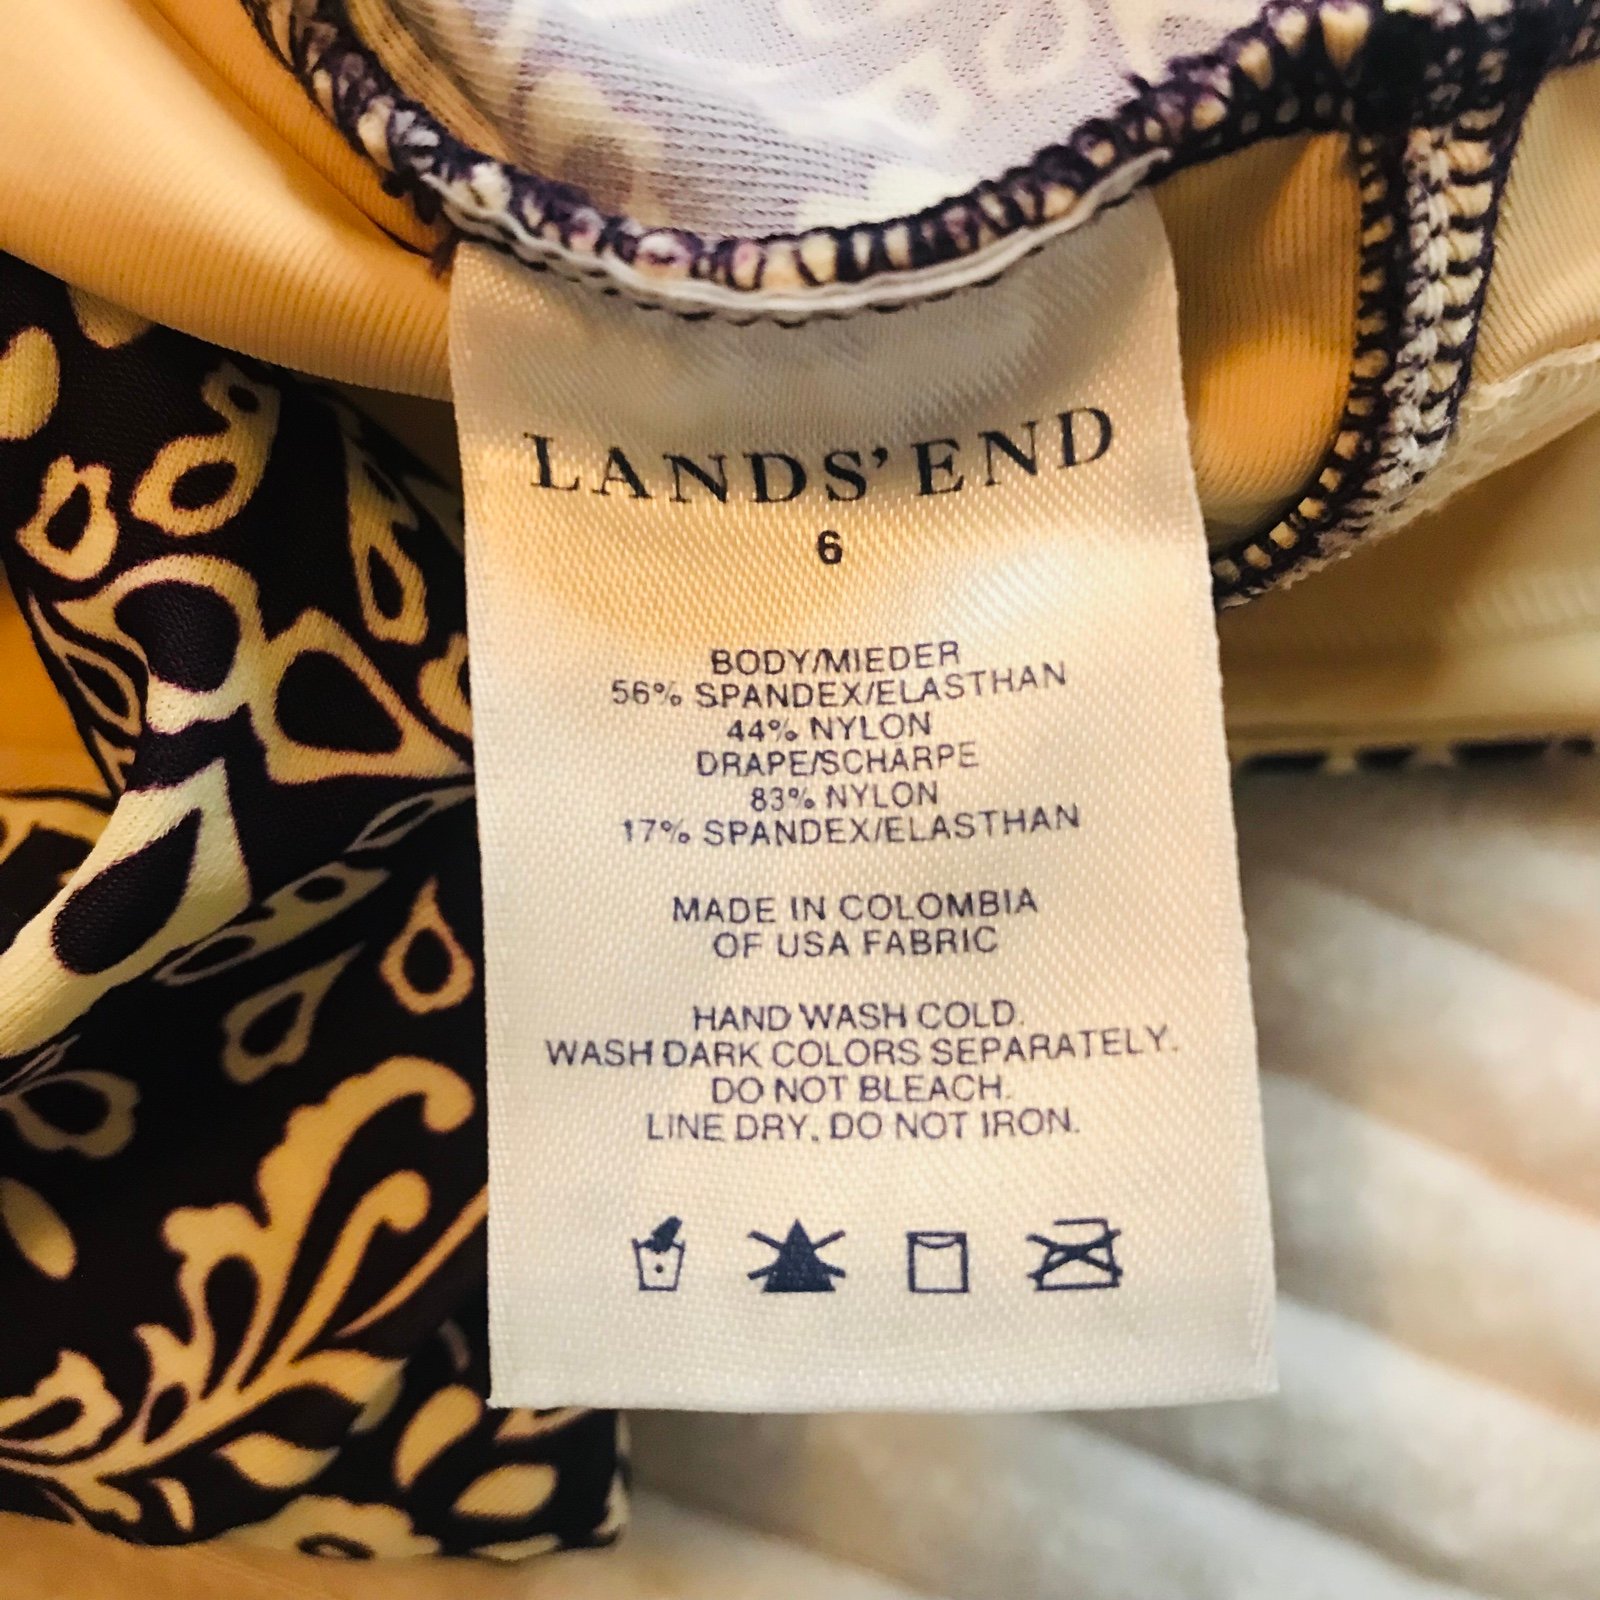 LANDS' END
6
BODY/MIEDER
56% SPANDEX/ELASTHAN
44% NYLON
DRAPE/SCHARPE
83% NYLON
17% SPANDEX/ELASTHAN
MADE IN COLOMBIA
OF USA FABRIC
HAND WASH COLD.
WASH DARK COLORS SEPARATELY.
DO NOT BLEACH.
LINE DRY. DO NOT IRON.